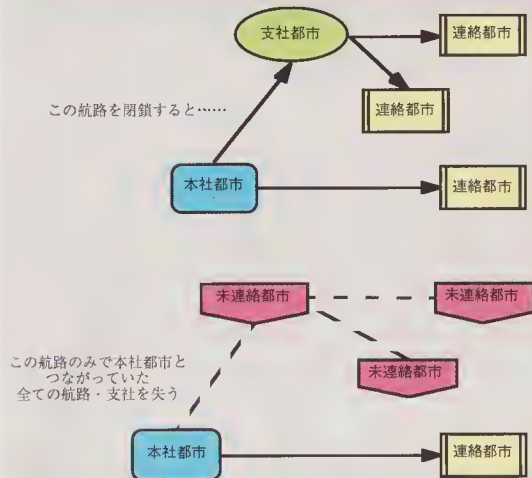 支社都市
連絡都市
連絡都市
この航路を閉鎖すると……
本社都市
連絡都市
未連絡都市
未連絡都市
未連絡都市
この航路のみで本社都市と
つながっていた
全ての航路・支社を失う
本社都市
連絡都市